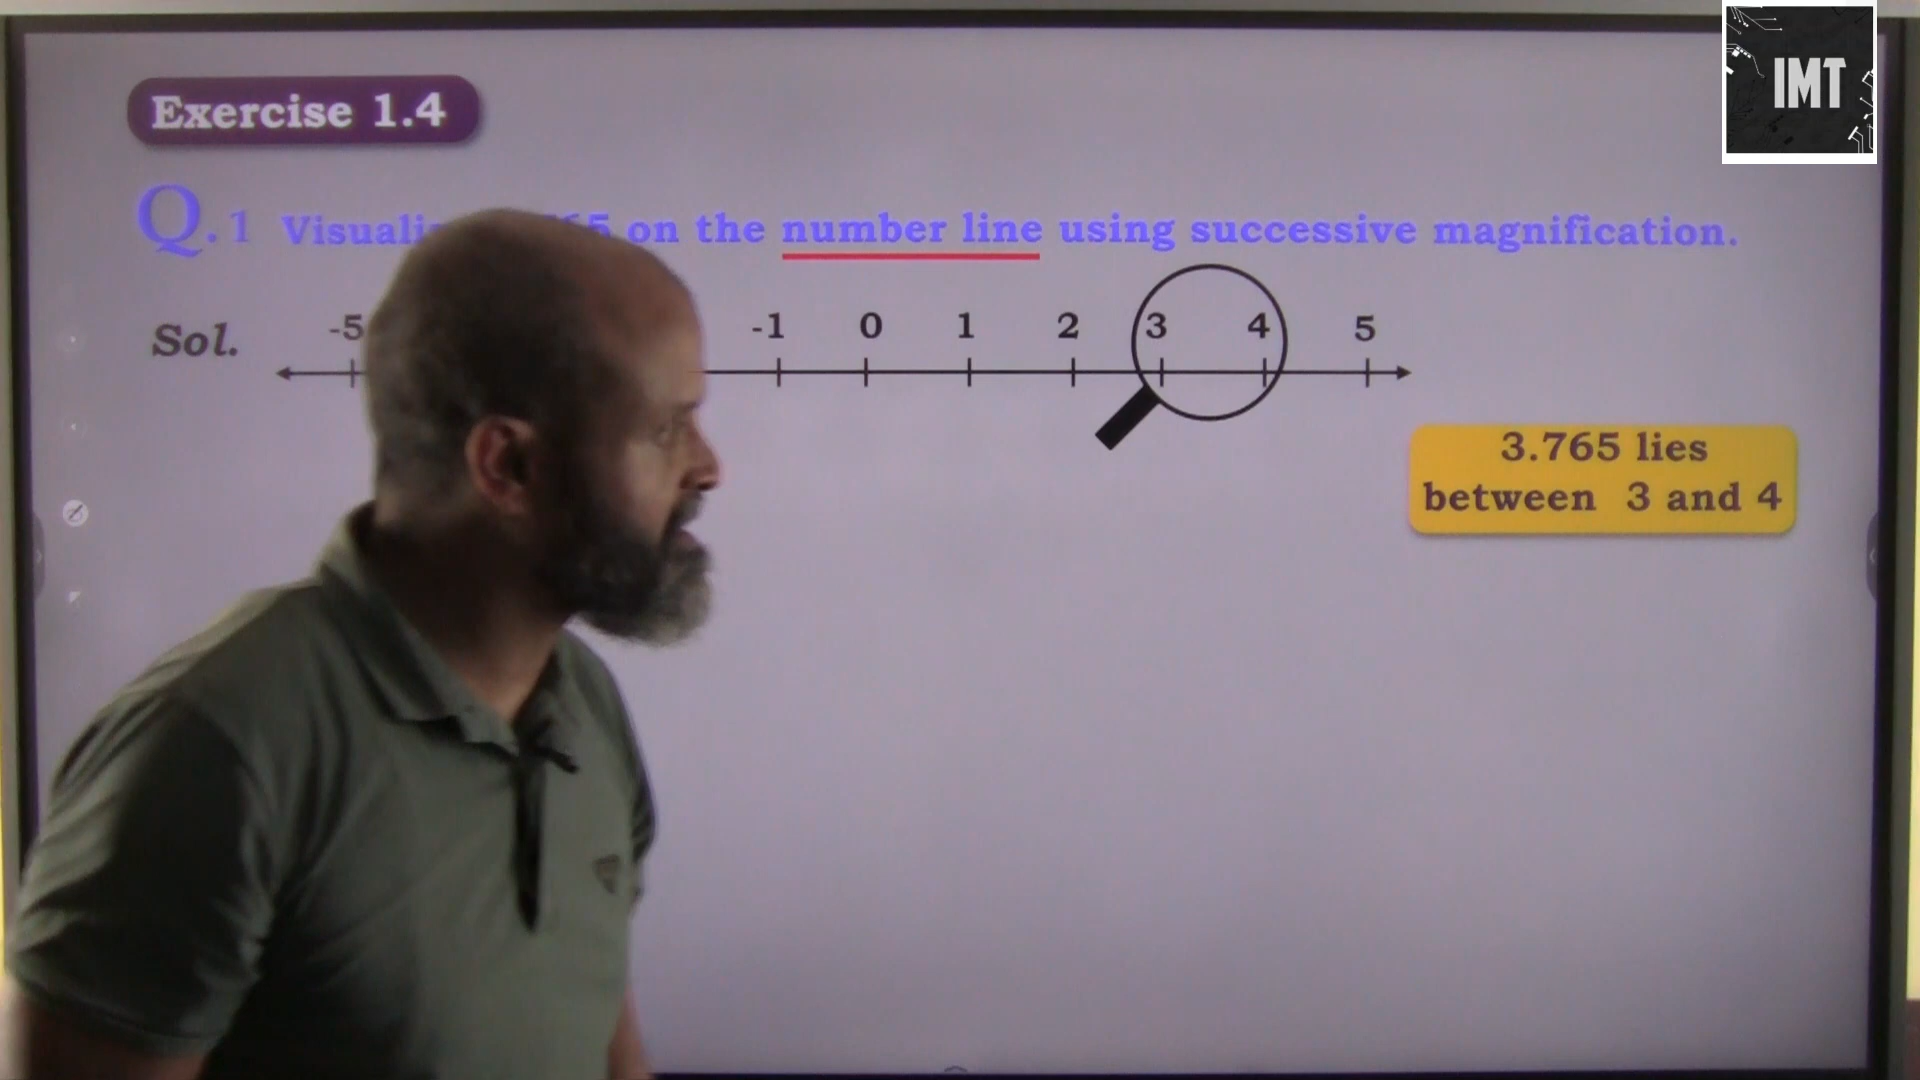 IMT
Exercise 1.4
Q.1 on the number line using successive magnification.
Sol. -5 -1 0 1 2 3 4 5
3.765 lies
between 3 and 4